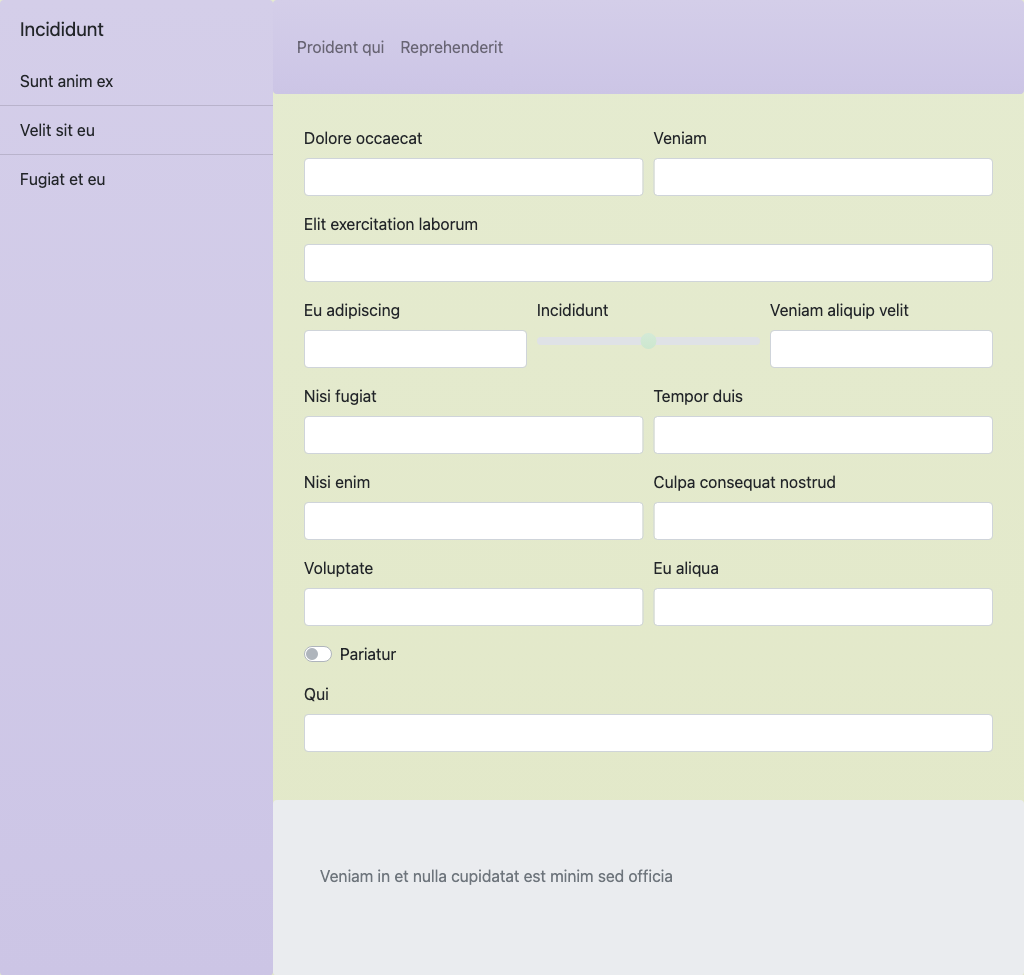 Incididunt
Sunt anim ex
Velit sit eu
Fugiat et eu
Proident qui
Reprehenderit
Dolore occaecat
Veniam
Elit exercitation laborum
Eu adipiscing
Incididunt
Veniam aliquip velit
Nisi fugiat
Tempor duis
Nisi enim
Culpa consequat nostrud
Voluptate
Eu aliqua
Pariatur
Qui
Veniam in et nulla cupidatat est minim sed officia